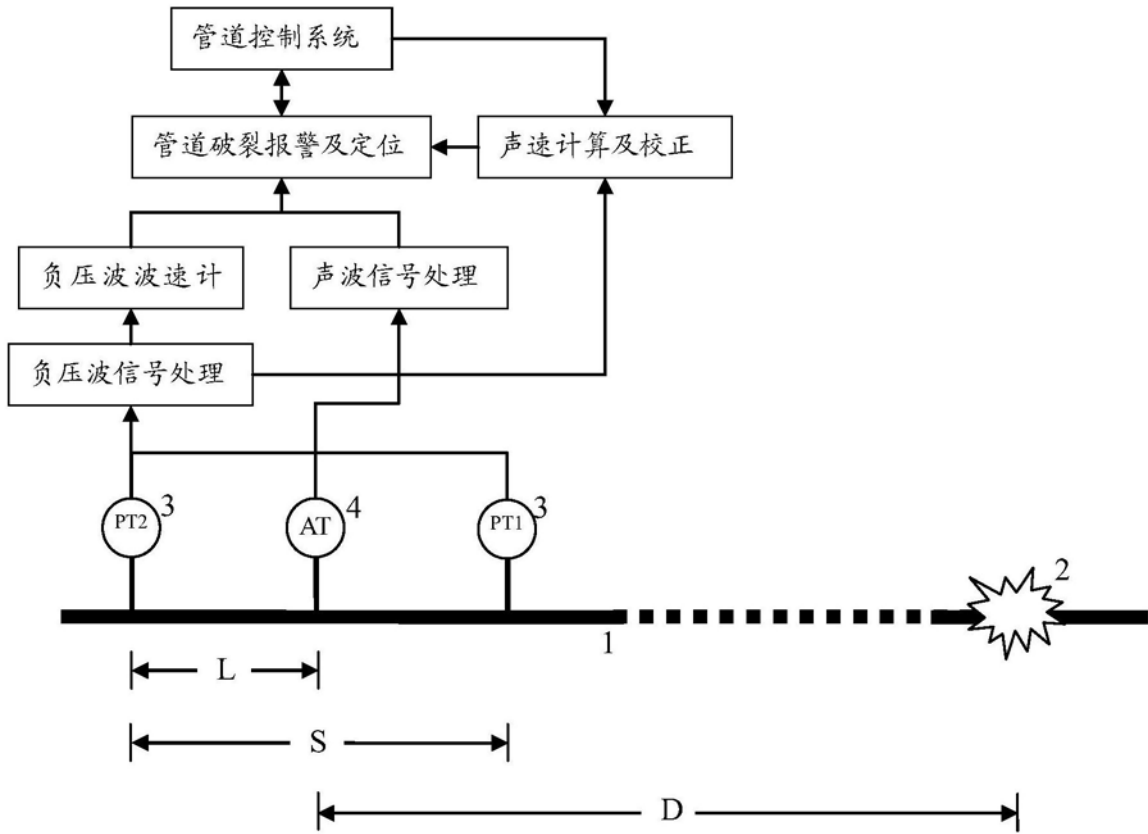 管道控制系统
管道破裂报警及定位
声速计算及校正
负压波波速计
声波信号处理
负压波信号处理
PT2
3
AT
4
PT1
3
2
1
L
S
D